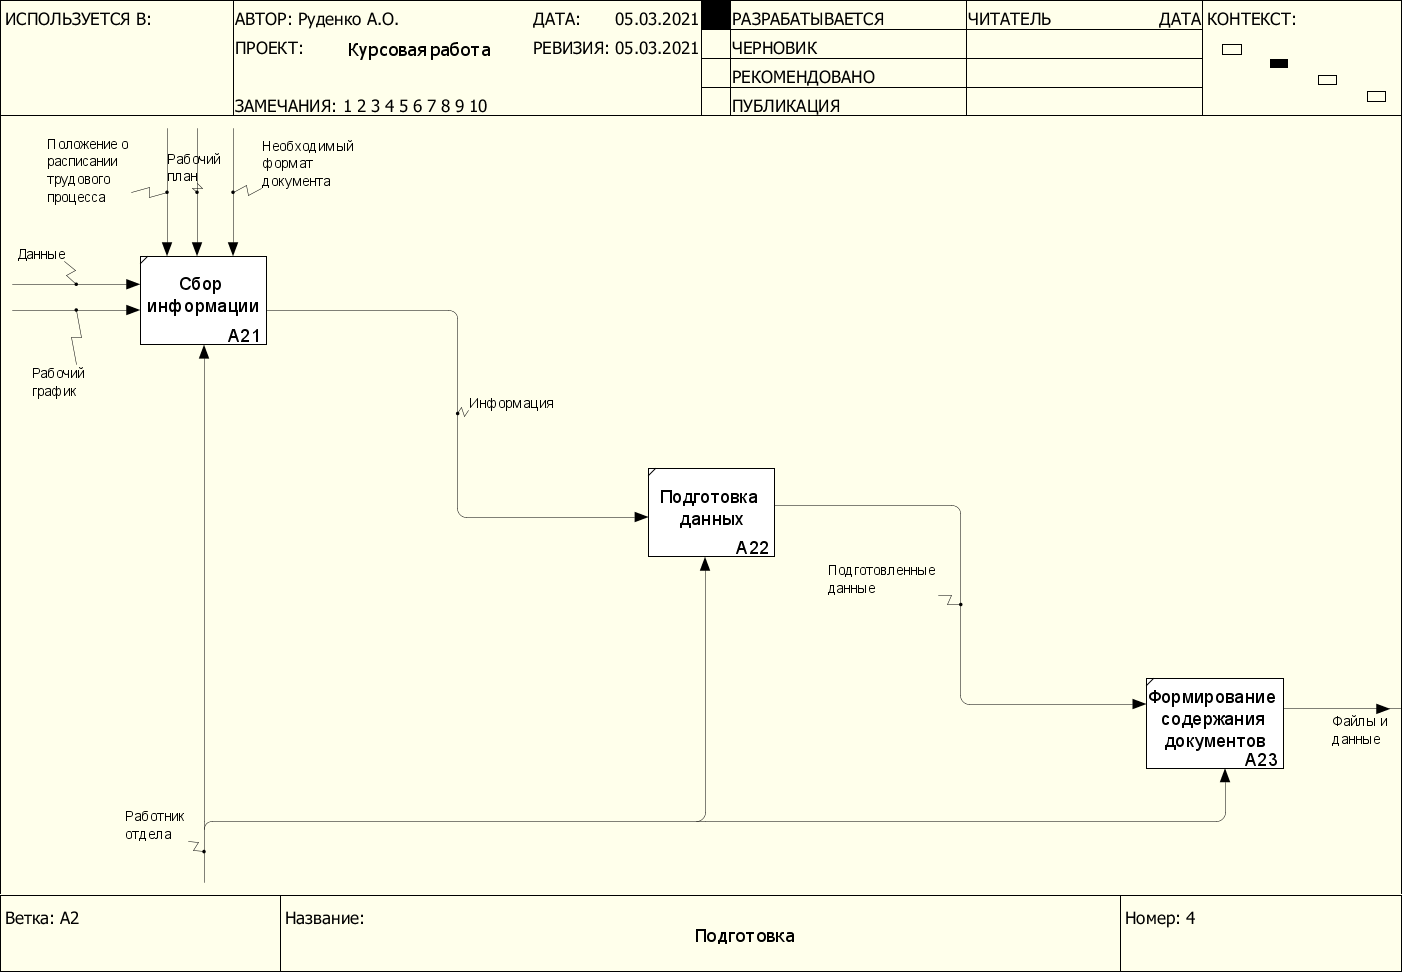 ИСПОЛЬЗУЕТСЯ В:
АВТОР: Руденко А.О.
ДАТА: 05.03.2021
ПРОЕКТ: Курсовая работа
РЕВИЗИЯ: 05.03.2021
ЗАМЕЧАНИЯ: 1 2 3 4 5 6 7 8 9 10
РАЗРАБАТЫВАЕТСЯ
ЧЕРНОВИК
РЕКОМЕНДОВАНО
ПУБЛИКАЦИЯ
ЧИТАТЕЛЬ
ДАТА
КОНТЕКСТ:
Положение о
расписании
трудового
процесса
Рабочий
план
Необходимый
формат
документа
Данные
Сбор
информации
A21
Рабочий
график
Информация
Подготовка
данных
A22
Подготовленные
данные
Формирование
содержания
документов
A23
Файлы и
данные
Работник
отдела
Ветка: A2
Название:
Подготовка
Номер: 4